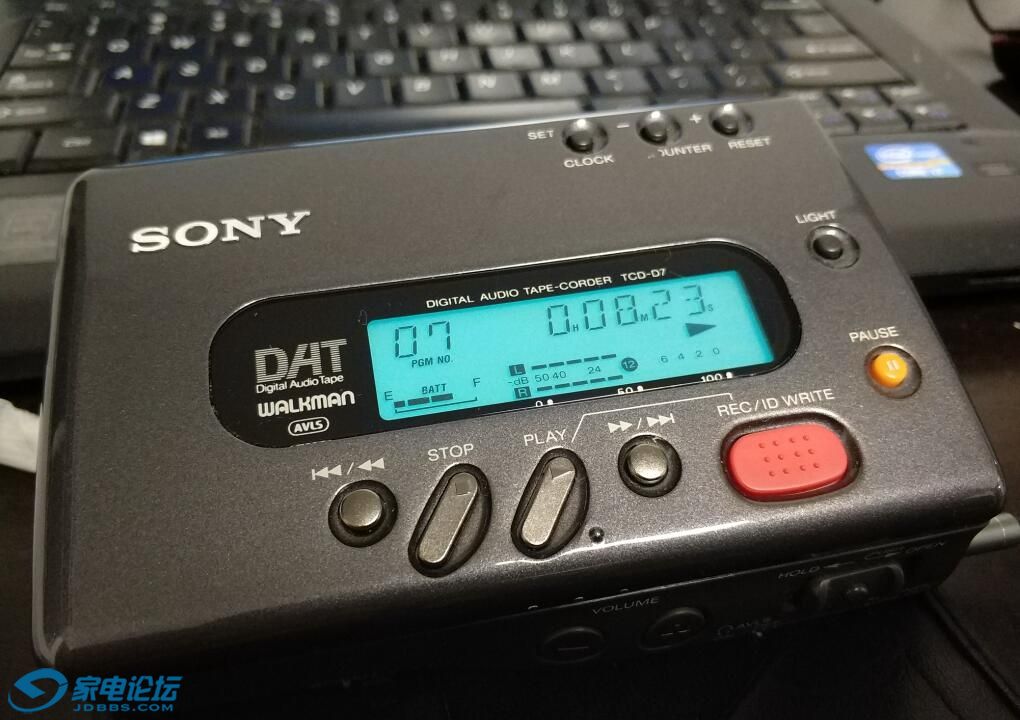 SET
−
+
CLOCK
UNTER
RESET
LIGHT
SONY
DIGITAL AUDIO TAPE-CORDER TCD-D7
07
PGM NO.
0H08M23S
DAT
Digital Audio Tape
WALKMAN
AVLS
E BATT F
L
-dB 50 40 24 12 6 4 2 0
R
0 50 100
PAUSE
REC/ID WRITE
STOP
PLAY
VOLUME
−
+
HOLD
OPEN
AVLS
家电论坛
JDBBS.COM